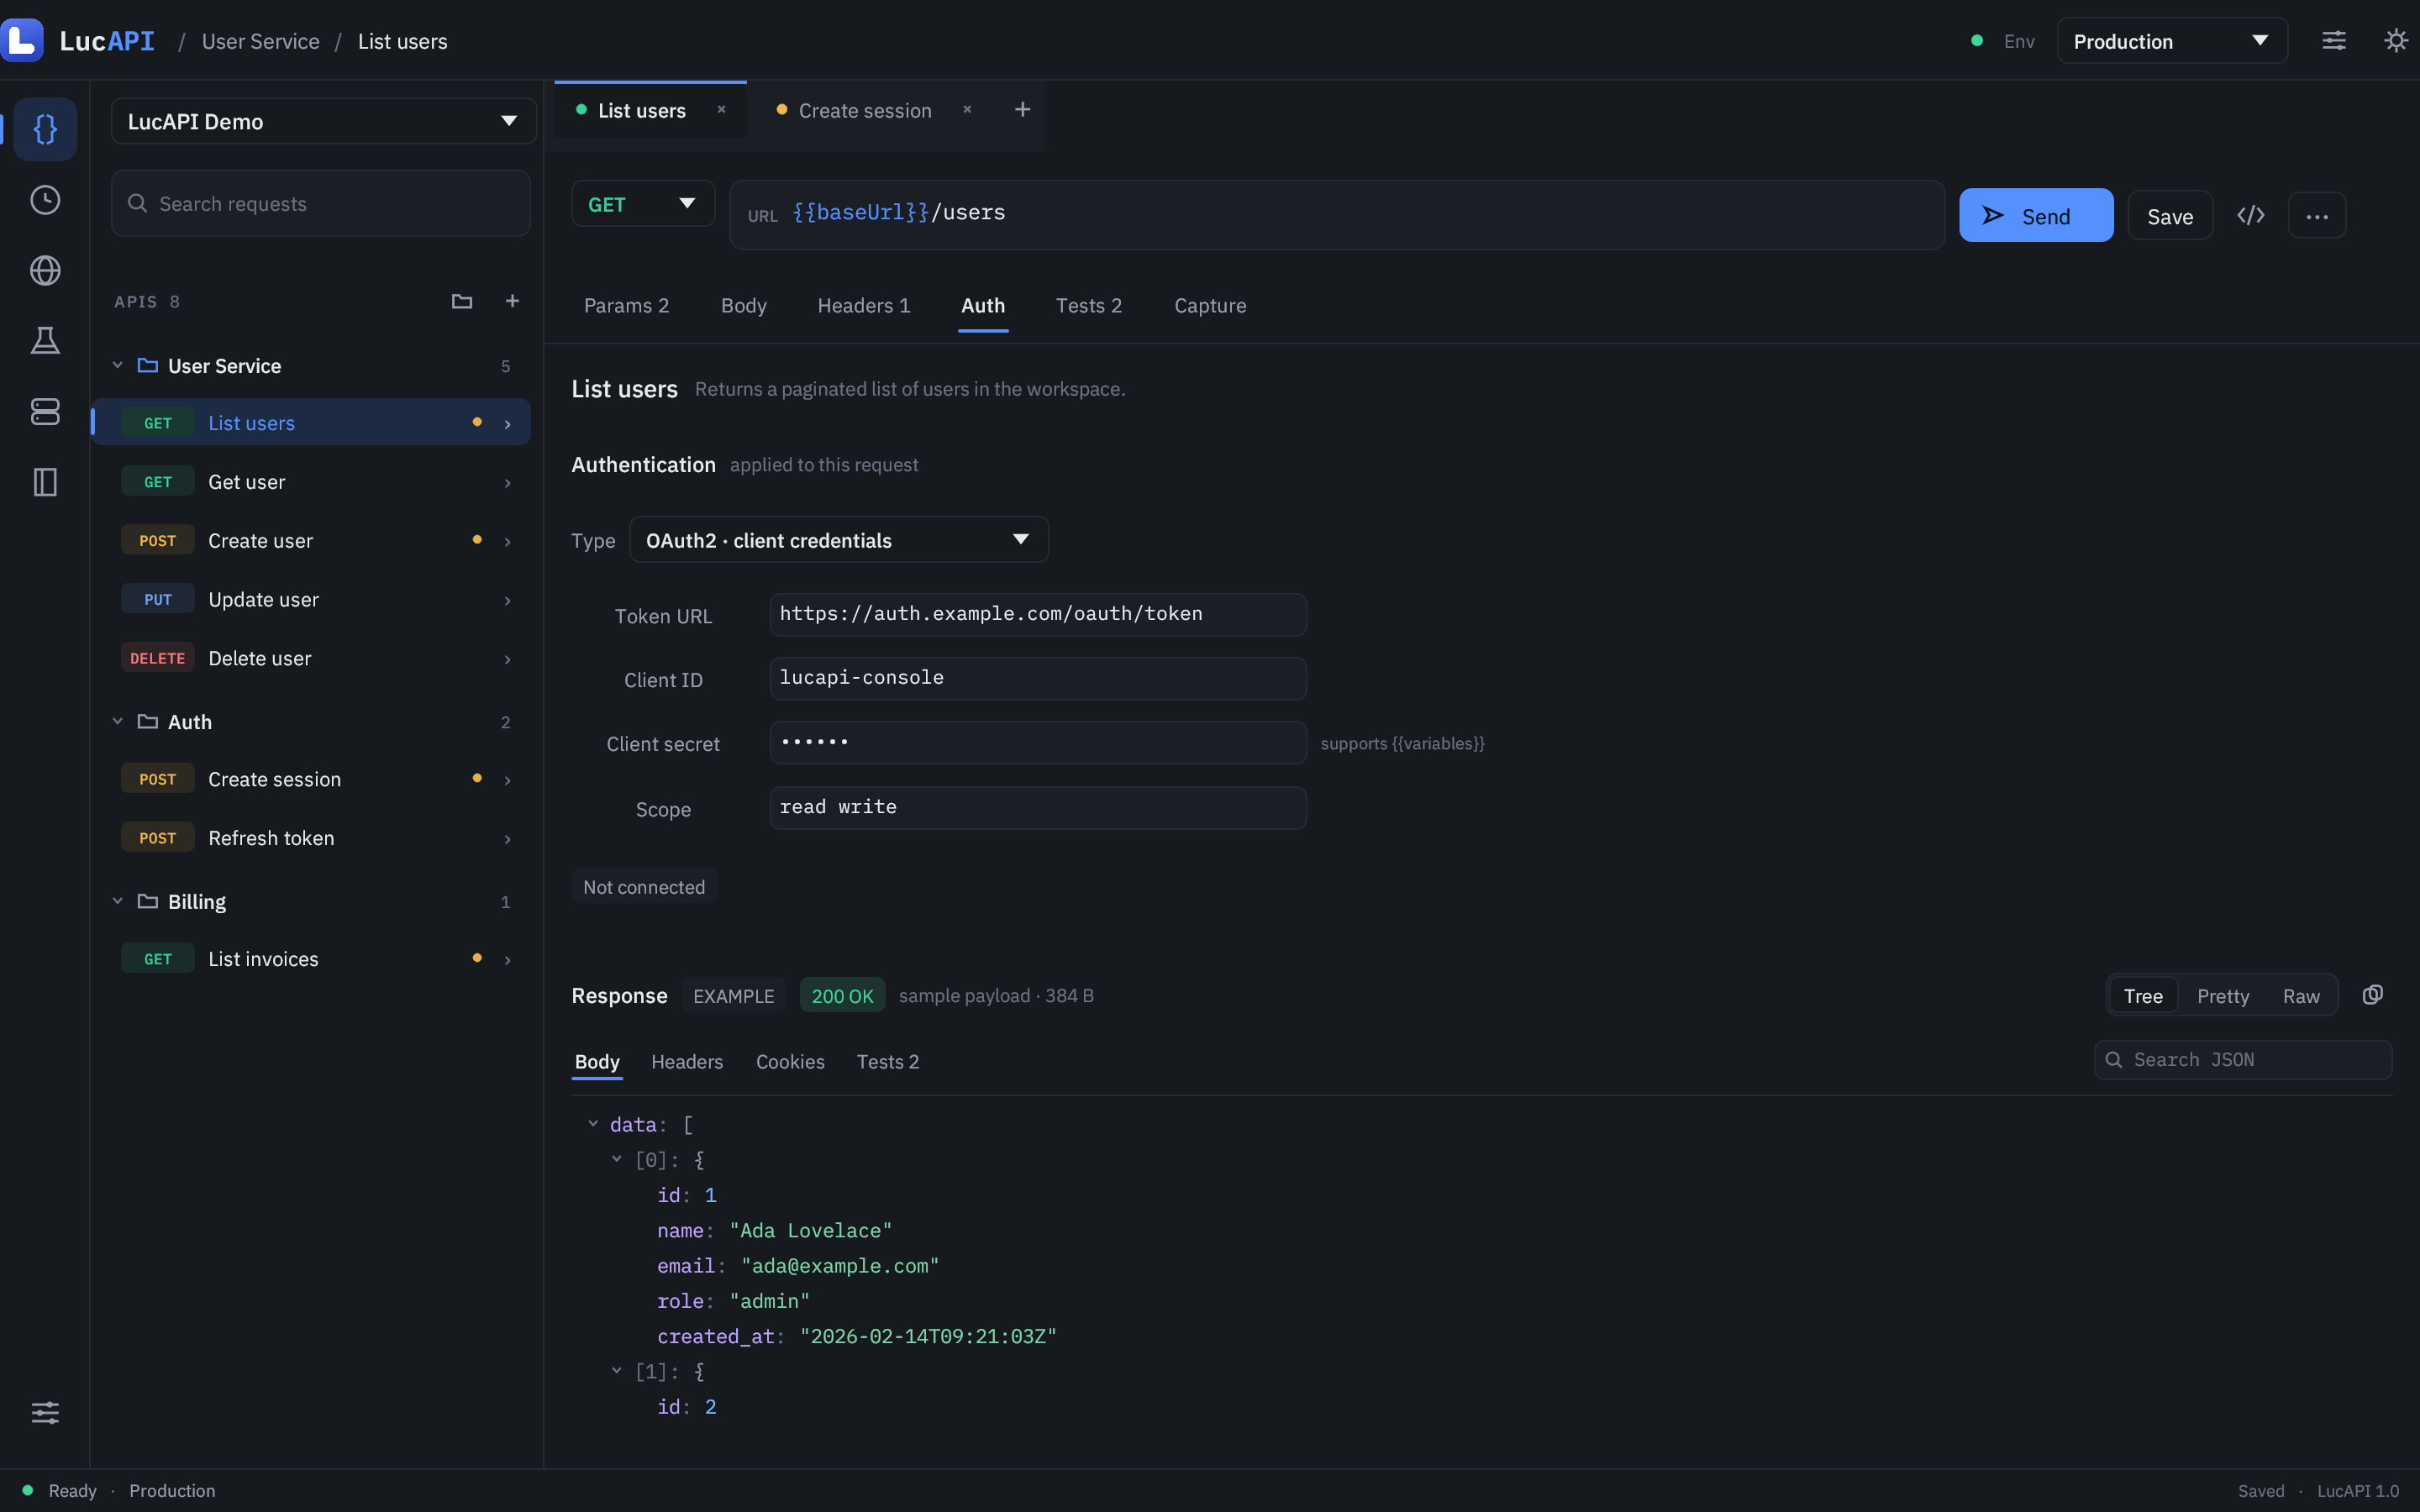 LucAPI / User Service / List users
Env Production
LucAPI Demo
Search requests
APIS 8
User Service 5
GET List users
GET Get user
POST Create user
PUT Update user
DELETE Delete user
Auth 2
POST Create session
POST Refresh token
Billing 1
GET List invoices
List users × Create session × +
GET URL {{baseUrl}}/users Send Save </> ...
Params 2 Body Headers 1 Auth Tests 2 Capture
List users Returns a paginated list of users in the workspace.
Authentication applied to this request
Type OAuth2 · client credentials
Token URL https://auth.example.com/oauth/token
Client ID lucapi-console
Client secret •••••• supports {{variables}}
Scope read write
Not connected
Response EXAMPLE 200 OK sample payload · 384 B Tree Pretty Raw
Body Headers Cookies Tests 2 Search JSON
data: [
[0]: {
id: 1
name: "Ada Lovelace"
email: "ada@example.com"
role: "admin"
created_at: "2026-02-14T09:21:03Z"
[1]: {
id: 2
Ready · Production
Saved · LucAPI 1.0